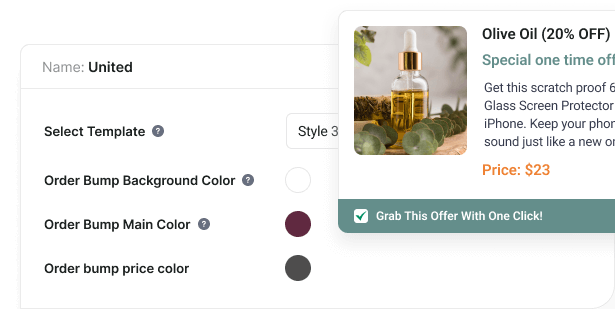 Name: United
Select Template ?
Style 3
Order Bump Background Color ?
Order Bump Main Color ?
Order bump price color
Olive Oil (20% OFF)
Special one time off
Get this scratch proof 6
Glass Screen Protector
iPhone. Keep your phon
sound just like a new o
Price: $23
Grab This Offer With One Click!